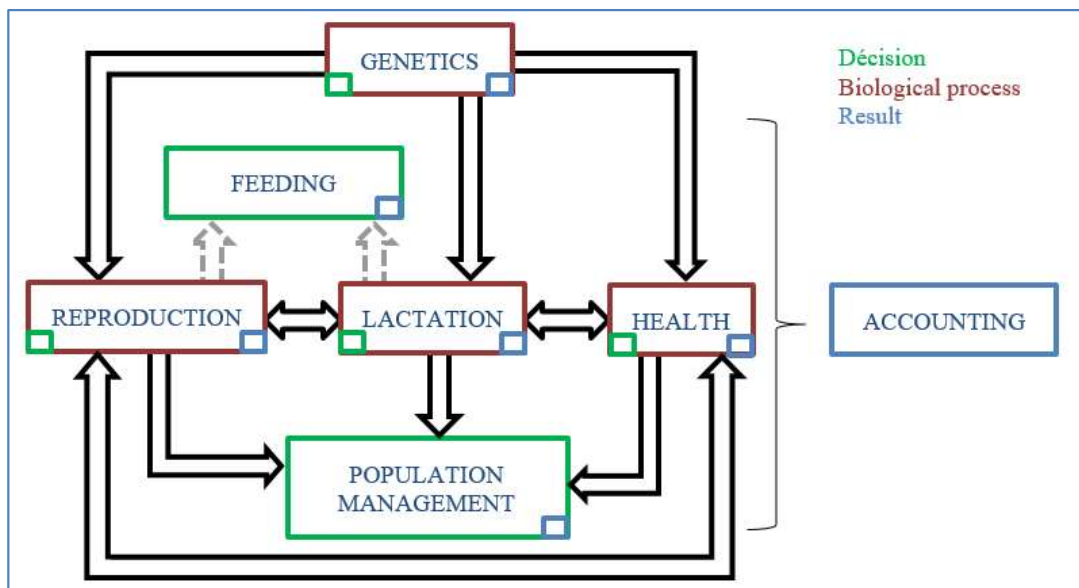 GENETICS
Décision
Biological process
Result
FEEDING
REPRODUCTION
LACTATION
HEALTH
ACCOUNTING
POPULATION
MANAGEMENT